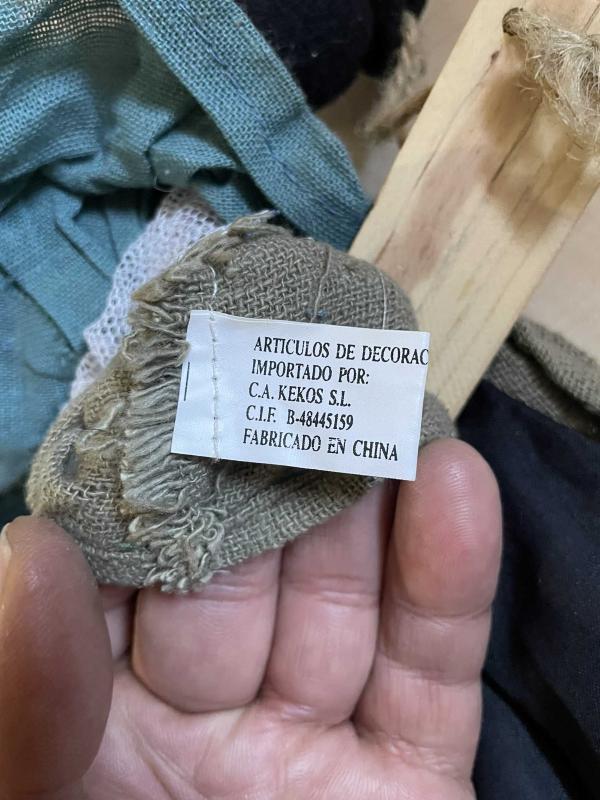 ARTICULOS DE DECORAC
IMPORTADO POR:
C.A. KEKOS S.L.
C.I.F. B-48445159
FABRICADO EN CHINA